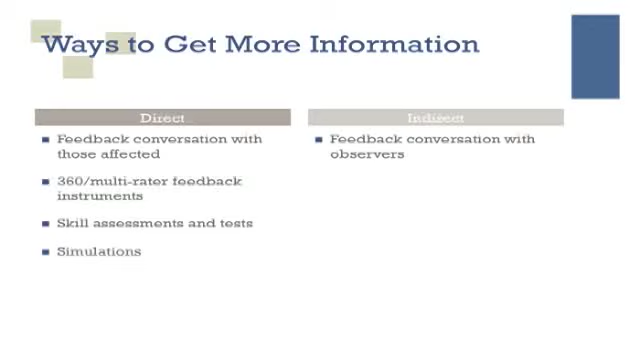 Ways to Get More Information
Direct
Feedback conversation with
those affected
360/multi-rater feedback
instruments
Skill assessments and tests
Simulations
Indirect
Feedback conversation with
observers